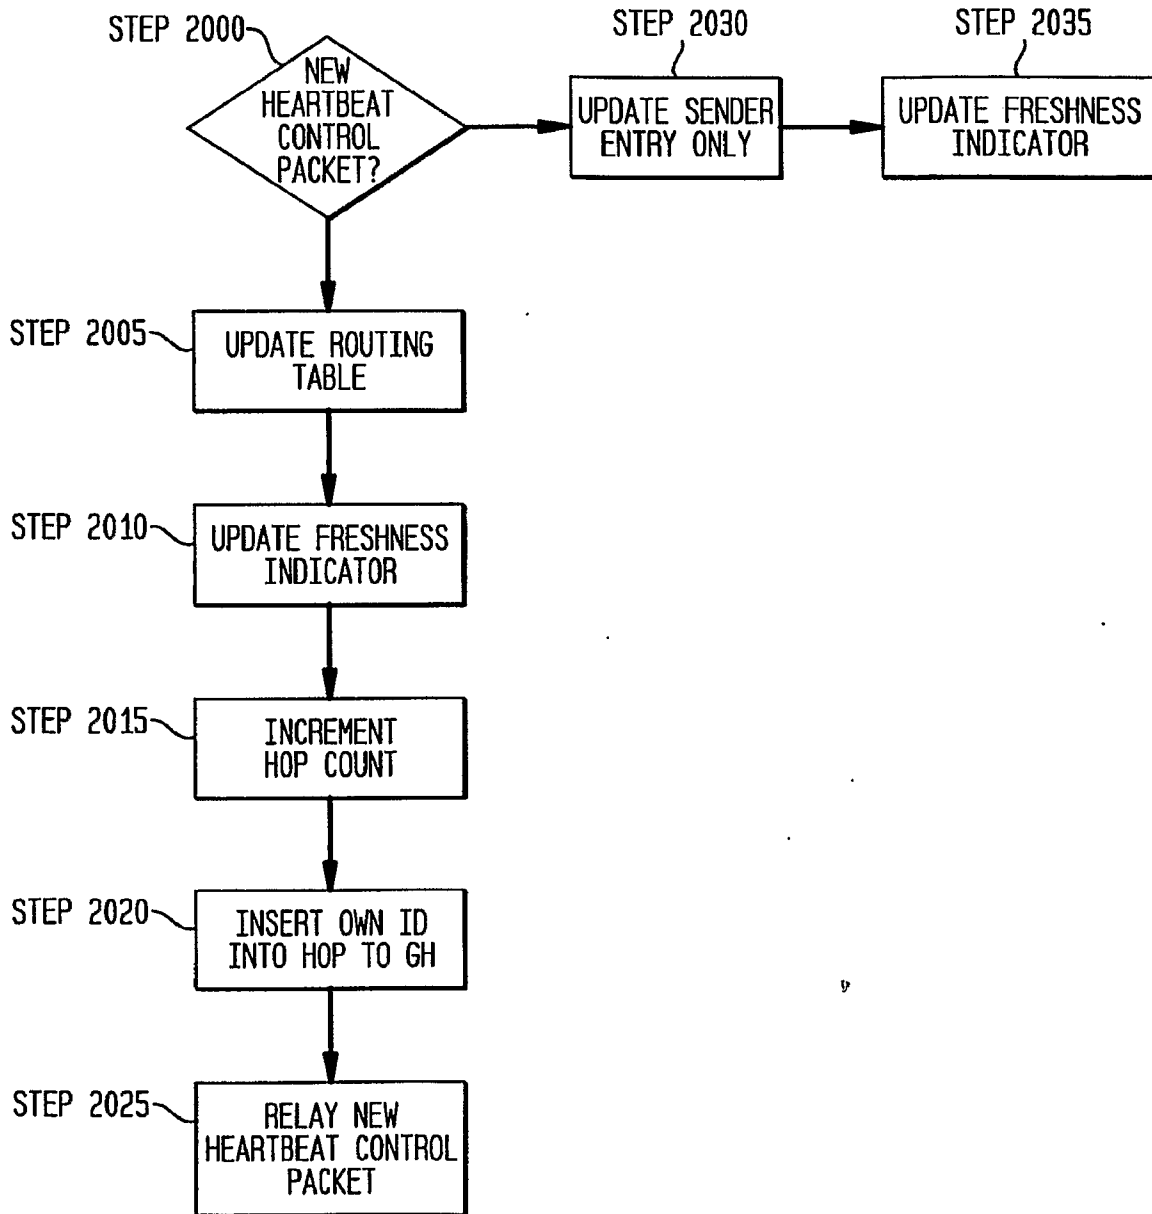 STEP 2000
NEW
HEARTBEAT
CONTROL
PACKET?
STEP 2030
UPDATE SENDER
ENTRY ONLY
STEP 2035
UPDATE FRESHNESS
INDICATOR
STEP 2005
UPDATE ROUTING
TABLE
STEP 2010
UPDATE FRESHNESS
INDICATOR
STEP 2015
INCREMENT
HOP COUNT
STEP 2020
INSERT OWN ID
INTO HOP TO GH
STEP 2025
RELAY NEW
HEARTBEAT CONTROL
PACKET